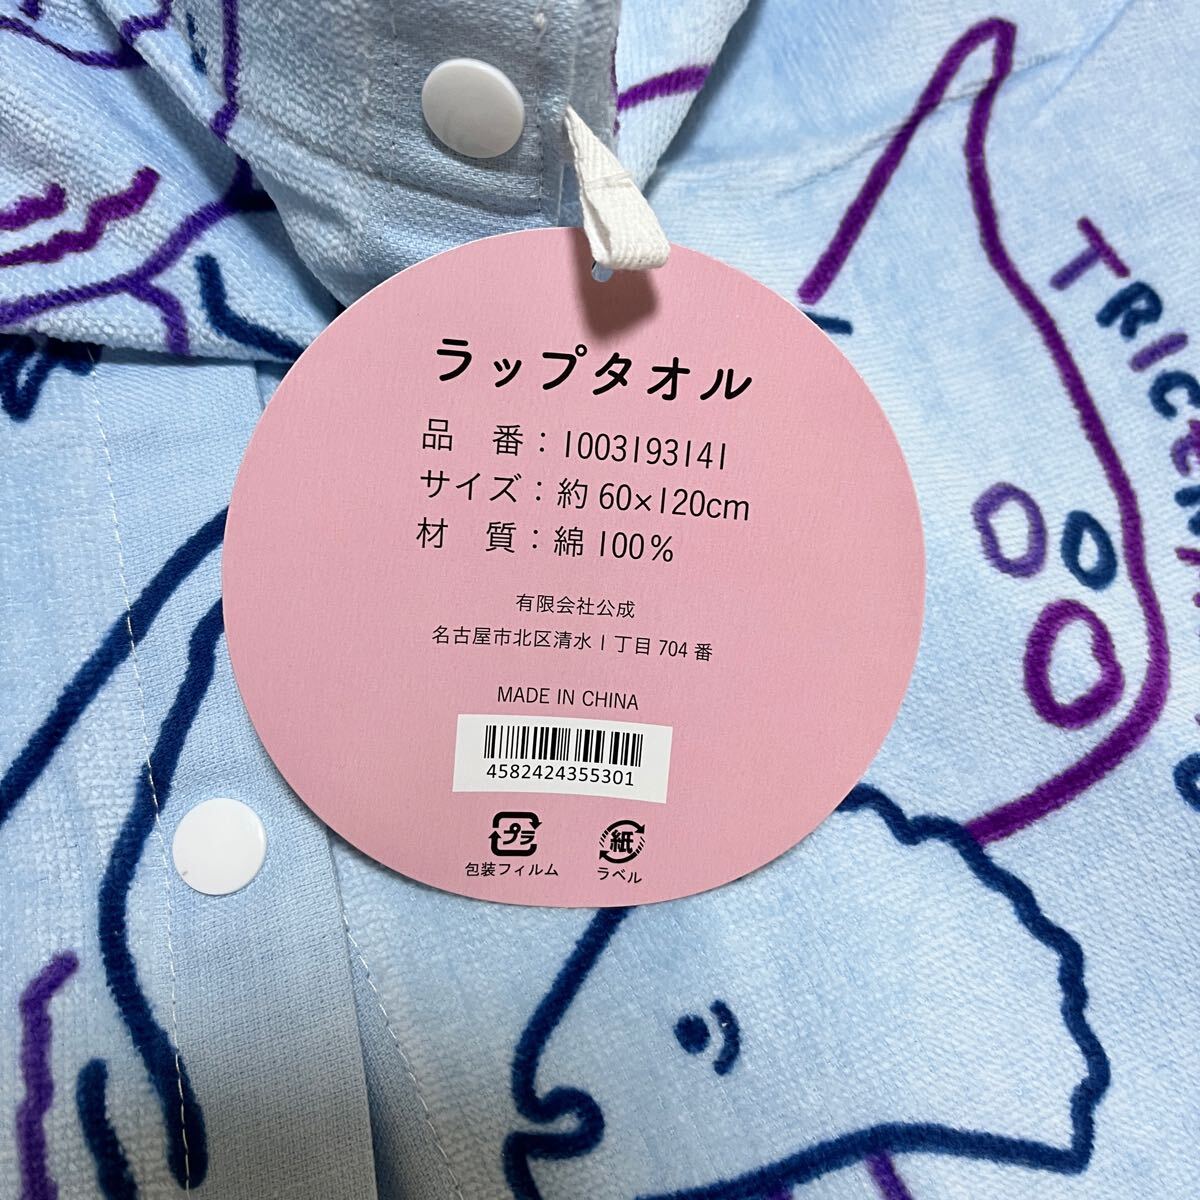 ラップタオル
品 番：1003193141
サイズ：約60×120cm
材 質：綿100%
有限会社公成
名古屋市北区清水1丁目704番
MADE IN CHINA
4582424355301
プラ
紙
包装フィルム
ラベル